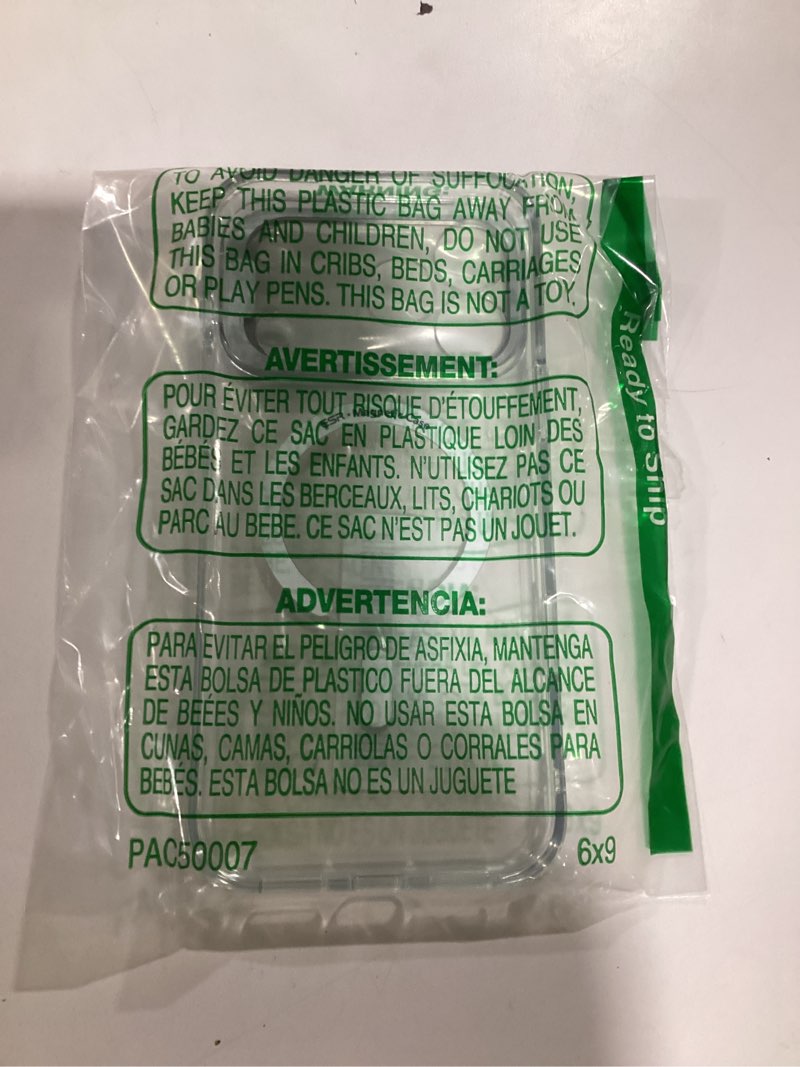 TO AVOID DANGER OF SUFFOCATION,
KEEP THIS PLASTIC BAG AWAY FROM
BABIES AND CHILDREN, DO NOT USE
THIS BAG IN CRIBS, BEDS, CARRIAGES
OR PLAY PENS. THIS BAG IS NOT A TOY.
AVERTISSEMENT:
POUR ÉVITER TOUT RISQUE D'ÉTOUFFEMENT,
GARDEZ CE SAC EN PLASTIQUE LOIN DES
BÉBÉS ET LES ENFANTS. N'UTILISEZ PAS CE
SAC DANS LES BERCEAUX, LITS, CHARIOTS OU
PARC AU BEBE. CE SAC N'EST PAS UN JOUET.
ADVERTENCIA:
PARA EVITAR EL PELIGRO DE ASFIXIA, MANTENGA
ESTA BOLSA DE PLASTICO FUERA DEL ALCANCE
DE BEEES Y NIÑOS. NO USAR ESTA BOLSA EN
CUNAS, CAMAS, CARRIOLAS O CORRALES PARA
BEBES. ESTA BOLSA NO ES UN JUGUETE
PAC50007
6x9
Ready to Ship
WARNING:
ESR